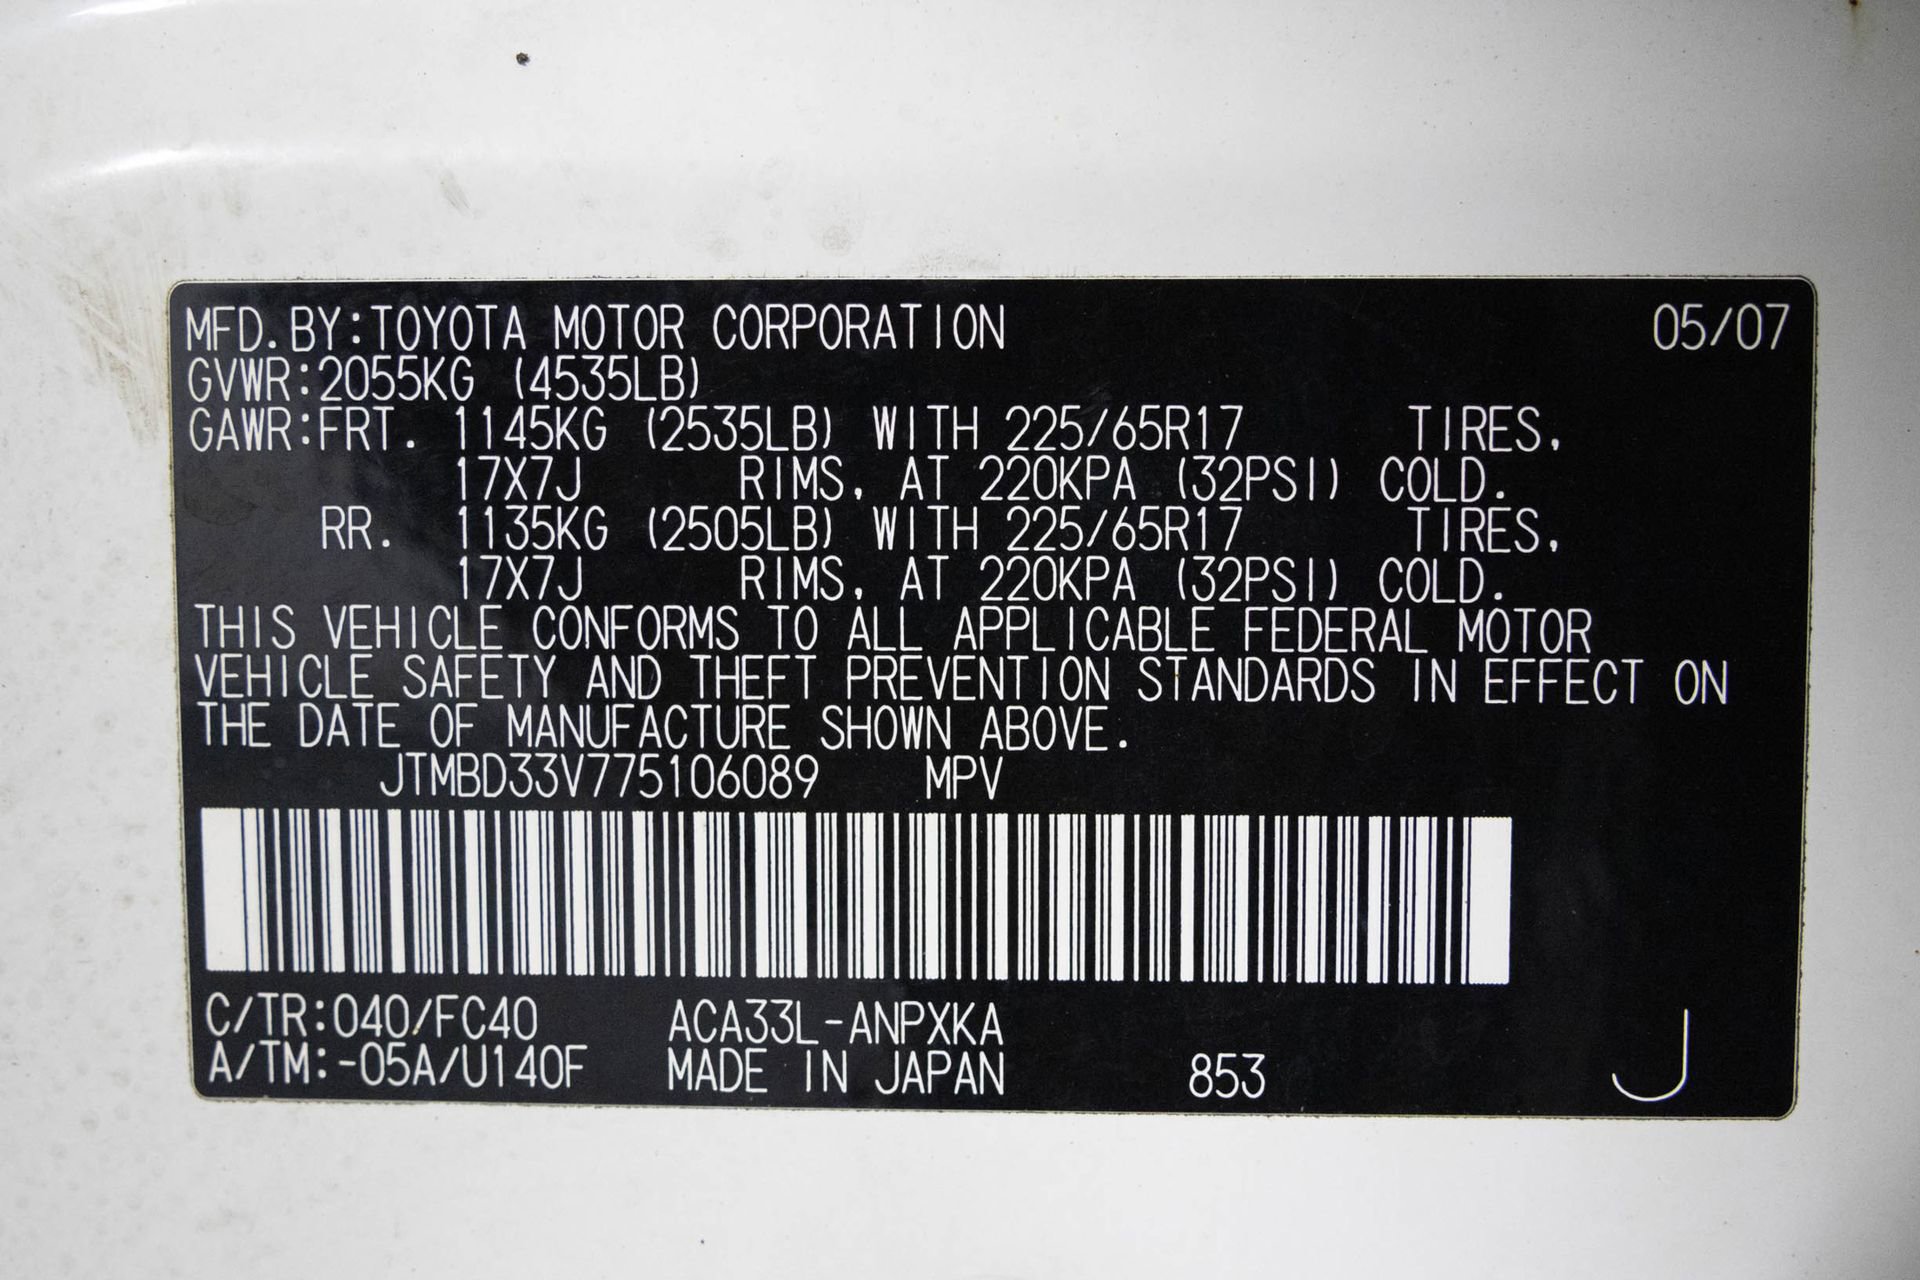 MFD. BY:TOYOTA MOTOR CORPORATION 05/07
GVWR:2055KG (4535LB)
GAWR:FRT. 1145KG (2535LB) WITH 225/65R17 TIRES,
17X7J RIMS, AT 220KPA (32PSI) COLD.
RR. 1135KG (2505LB) WITH 225/65R17 TIRES,
17X7J RIMS, AT 220KPA (32PSI) COLD.
THIS VEHICLE CONFORMS TO ALL APPLICABLE FEDERAL MOTOR
VEHICLE SAFETY AND THEFT PREVENTION STANDARDS IN EFFECT ON
THE DATE OF MANUFACTURE SHOWN ABOVE.
JTMBD33V775106089 MPV
C/TR:040/FC40 ACA33L-ANPXKA
A/TM:-05A/U140F MADE IN JAPAN 853 J